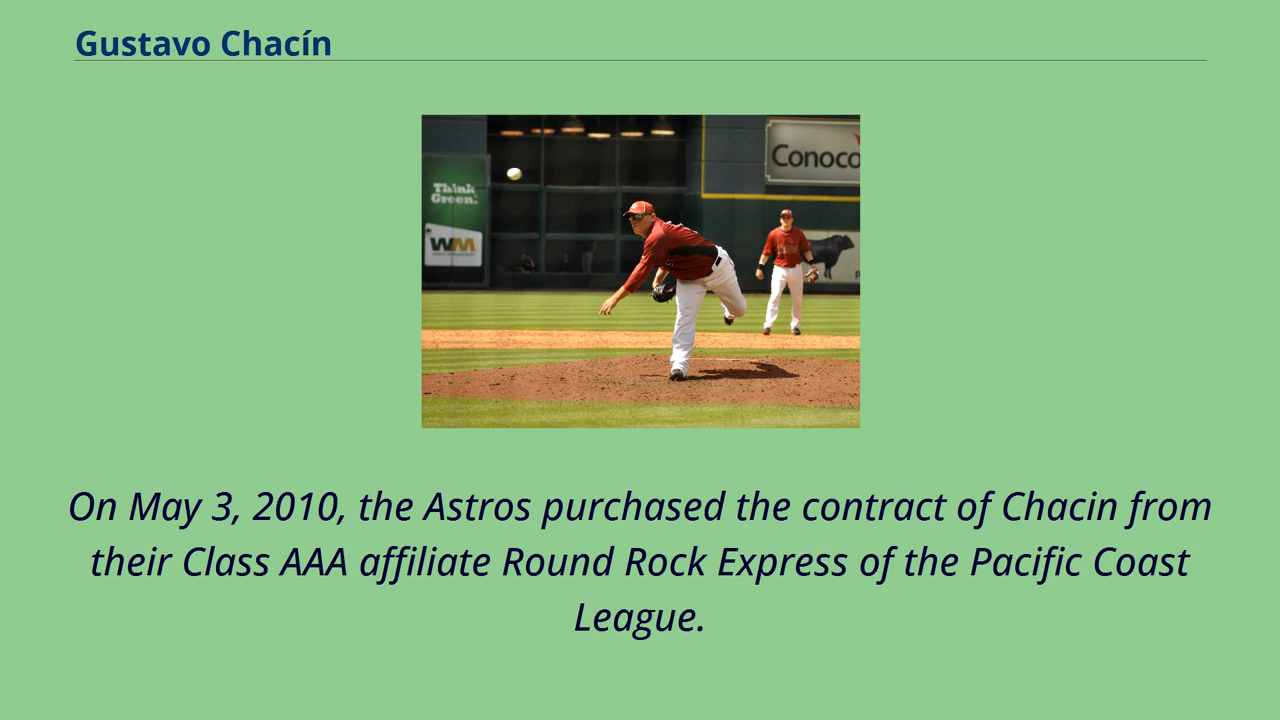 Gustavo Chacín
Conoco
Think
Green.
WM
On May 3, 2010, the Astros purchased the contract of Chacin from
their Class AAA affiliate Round Rock Express of the Pacific Coast
League.